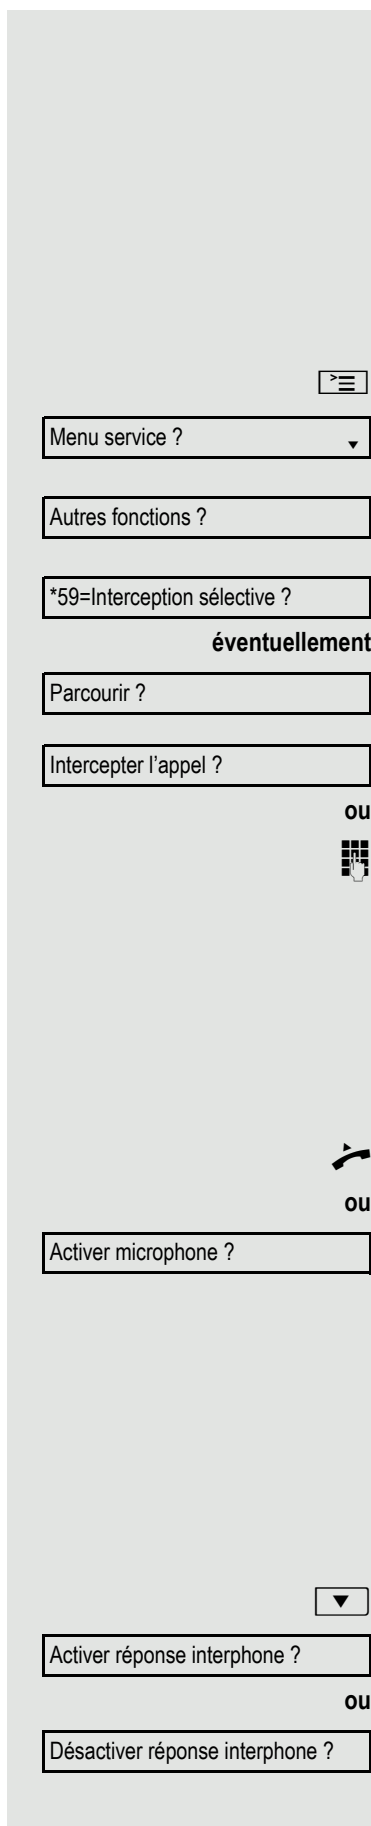 Menu service ?
Autres fonctions ?
*59=Interception sélective ?
éventuellement
Parcourir ?
Intercepter l’appel ?
ou
ou
Activer microphone ?
Activer réponse interphone ?
ou
Désactiver réponse interphone ?